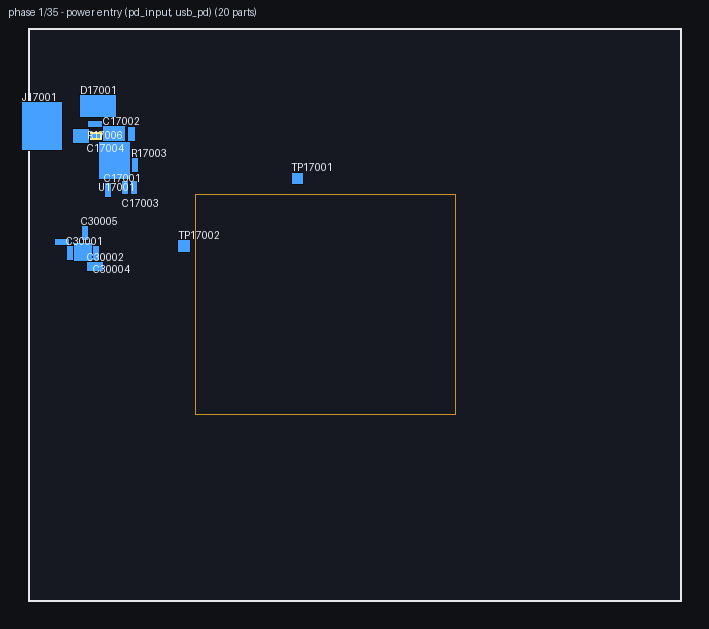 phase 1/35 - power entry (pd_input, usb_pd) (20 parts)
D17001
J17001
C17002
R17006
C17004
R17003
TP17001
C17001
U17001
C17003
C30005
TP17002
C30001
C30002
C30004